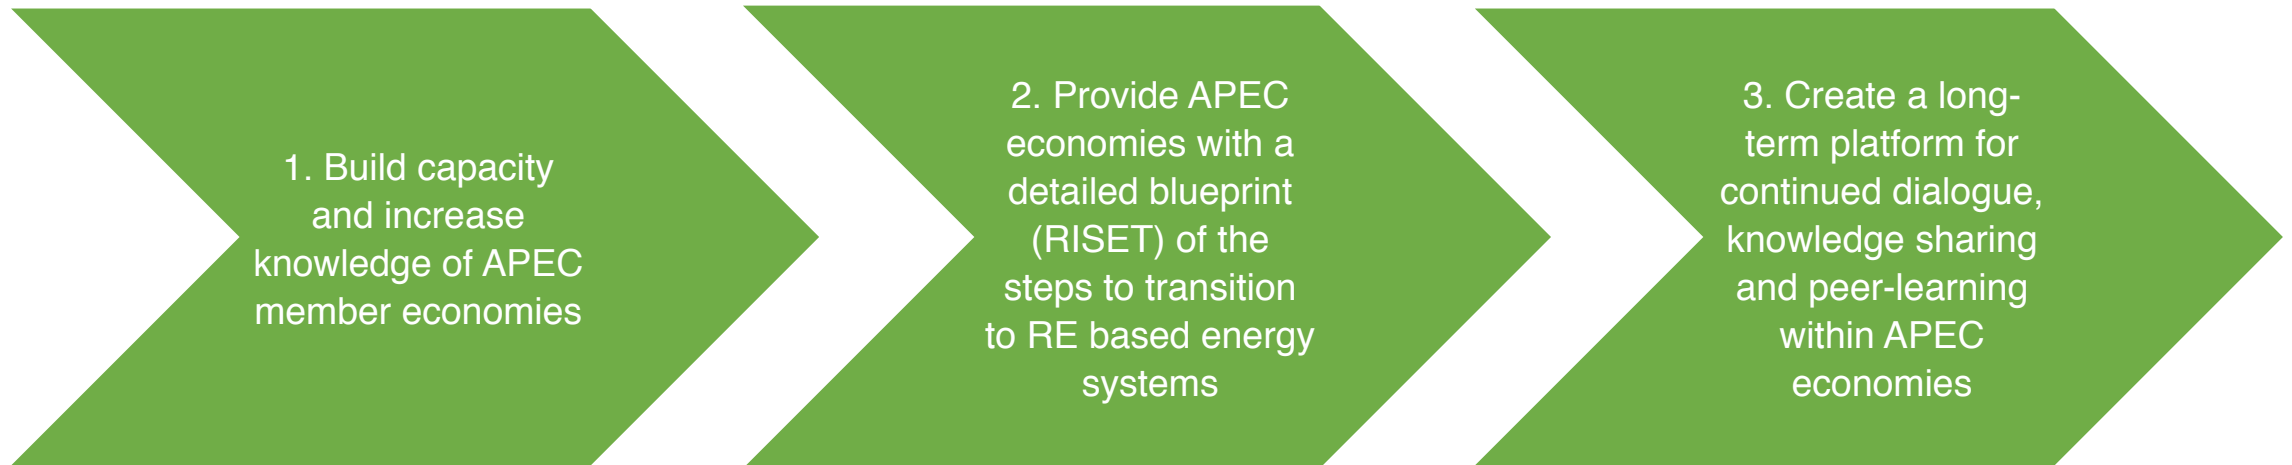 1. Build capacity
and increase
knowledge of APEC
member economies
2. Provide APEC
economies with a
detailed blueprint
(RISET) of the
steps to transition
to RE based energy
systems
3. Create a long-
term platform for
continued dialogue,
knowledge sharing
and peer-learning
within APEC
economies